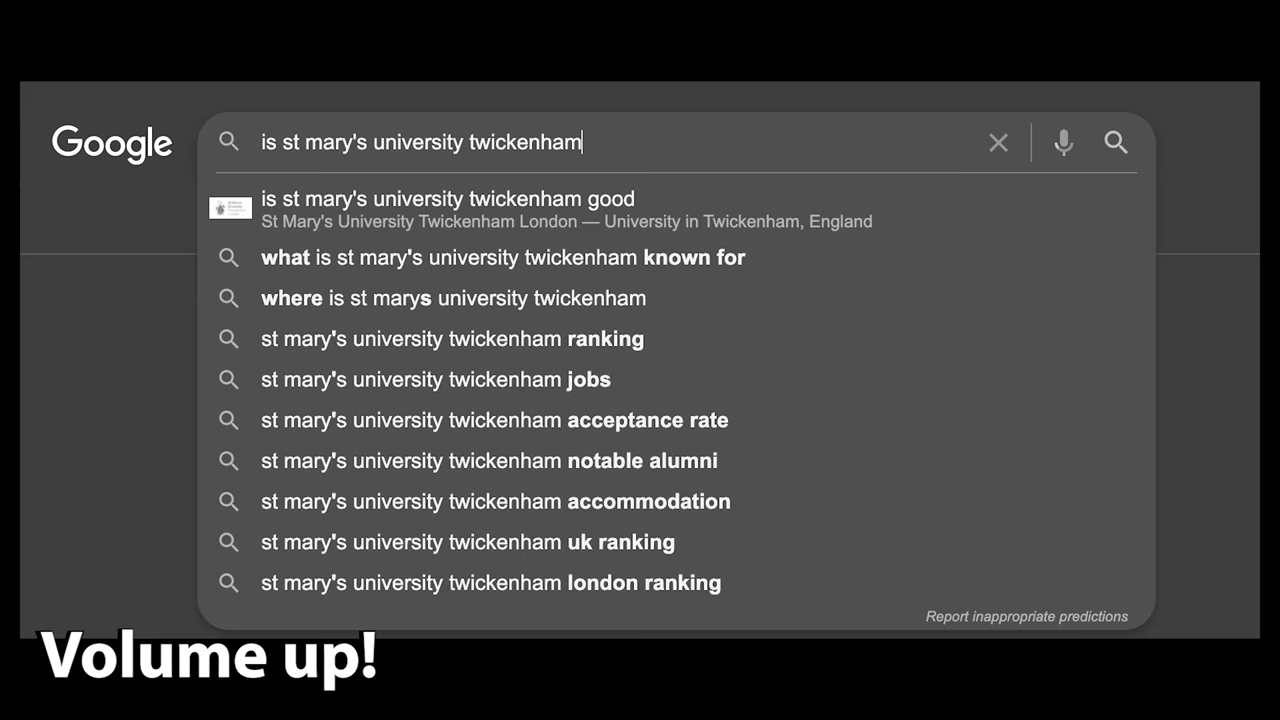 Google
is st mary's university twickenham
is st mary's university twickenham good
St Mary's University Twickenham London — University in Twickenham, England
what is st mary's university twickenham known for
where is st marys university twickenham
st mary's university twickenham ranking
st mary's university twickenham jobs
st mary's university twickenham acceptance rate
st mary's university twickenham notable alumni
st mary's university twickenham accommodation
st mary's university twickenham uk ranking
st mary's university twickenham london ranking
Report inappropriate predictions
Volume up!